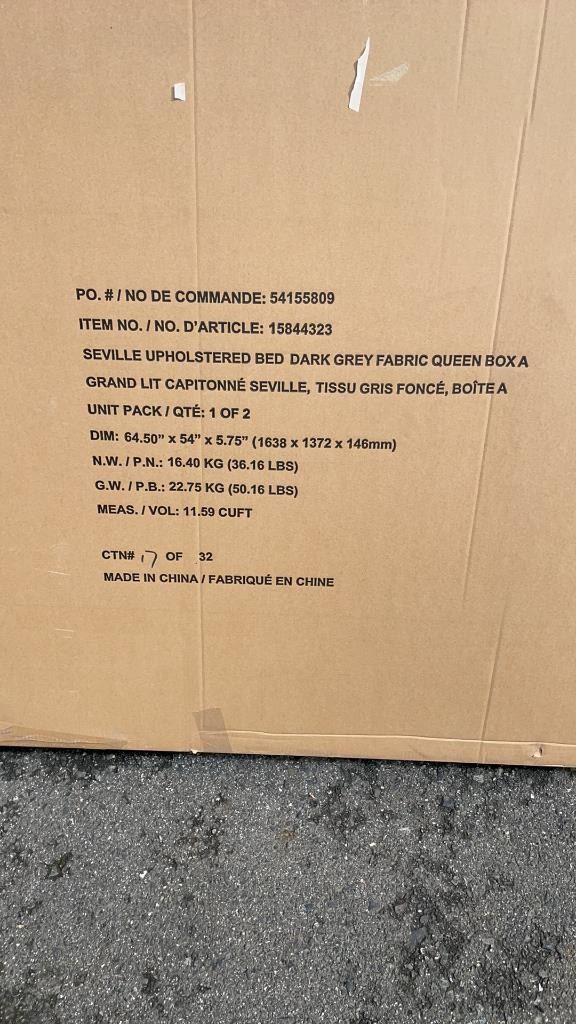 PO. # / NO DE COMMANDE: 54155809
ITEM NO. / NO. D'ARTICLE: 15844323
SEVILLE UPHOLSTERED BED DARK GREY FABRIC QUEEN BOX A
GRAND LIT CAPITONNÉ SEVILLE, TISSU GRIS FONCÉ, BOÎTE A
UNIT PACK / QTÉ: 1 OF 2
DIM: 64.50” x 54” x 5.75” (1638 x 1372 x 146mm)
N.W. / P.N.: 16.40 KG (36.16 LBS)
G.W. / P.B.: 22.75 KG (50.16 LBS)
MEAS. / VOL: 11.59 CUFT
CTN# 17 OF 32
MADE IN CHINA / FABRIQUÉ EN CHINE